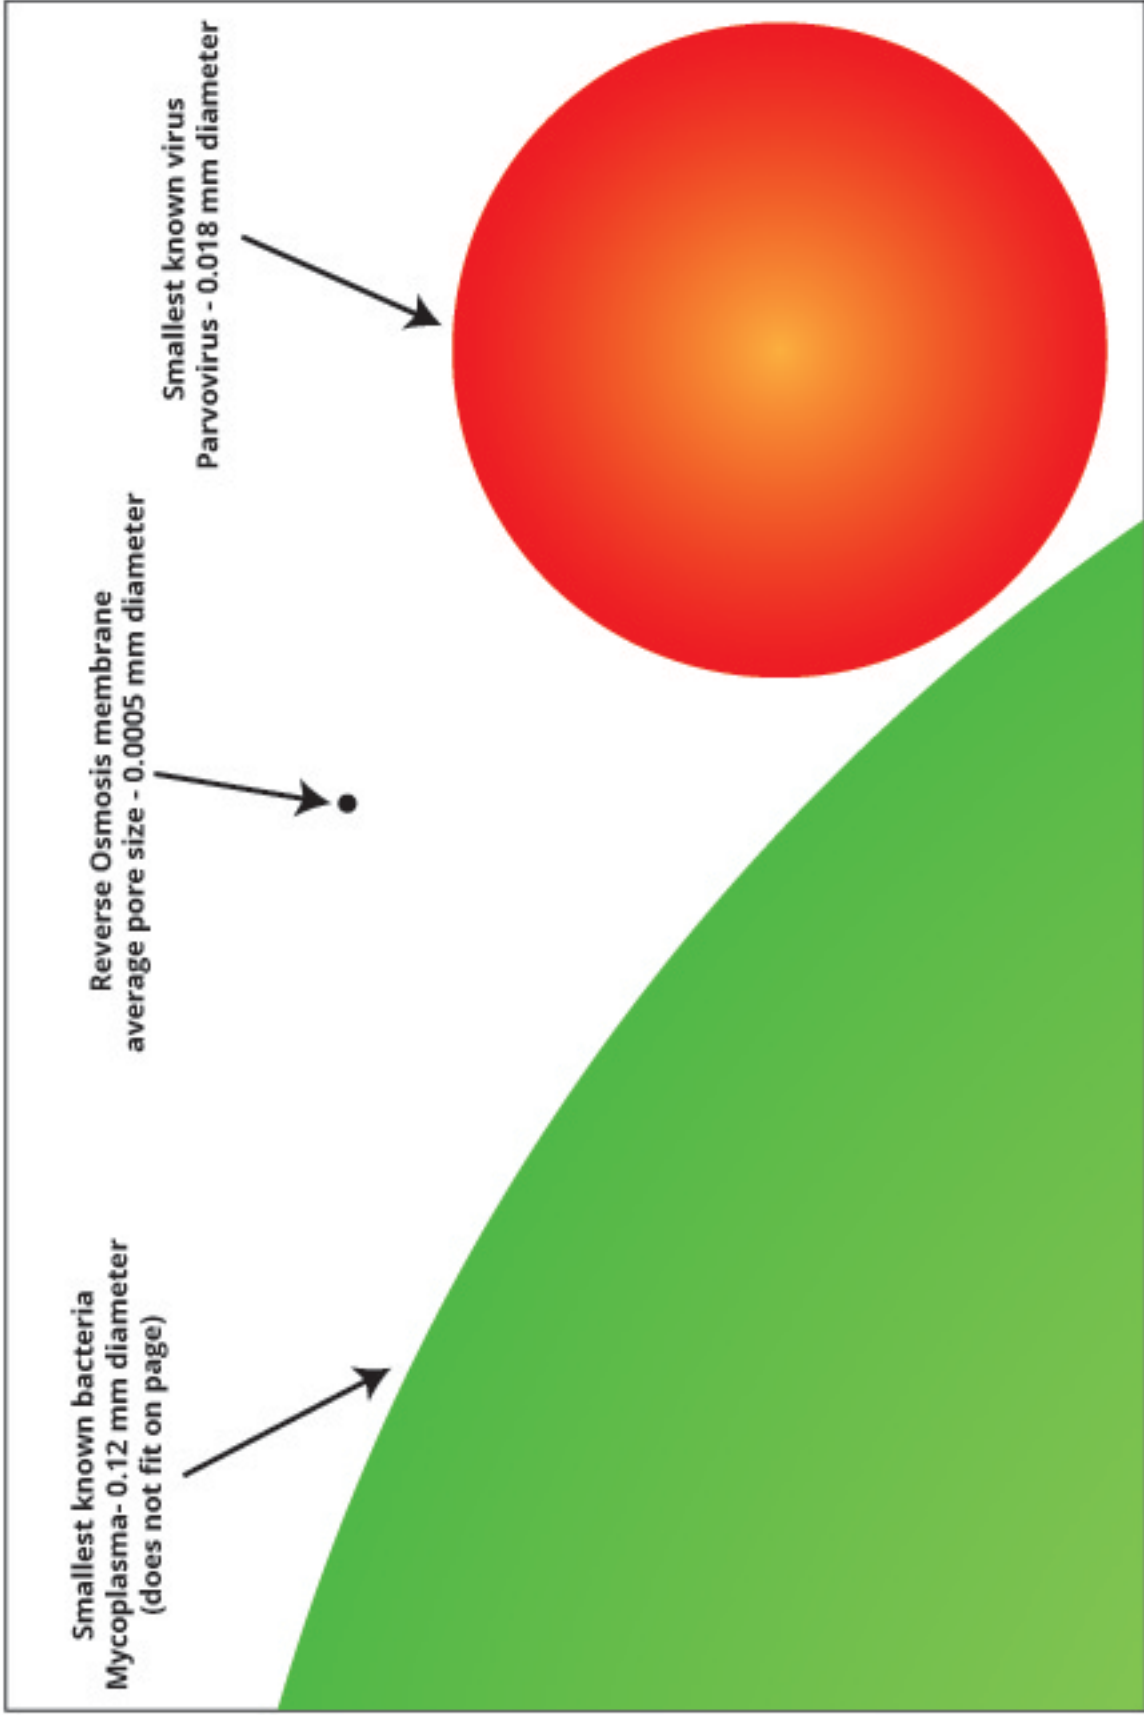 Smallest known bacteria
Mycoplasma- 0.12 mm diameter
(does not fit on page)
Reverse Osmosis membrane
average pore size - 0.0005 mm diameter
Smallest known virus
Parvovirus - 0.018 mm diameter